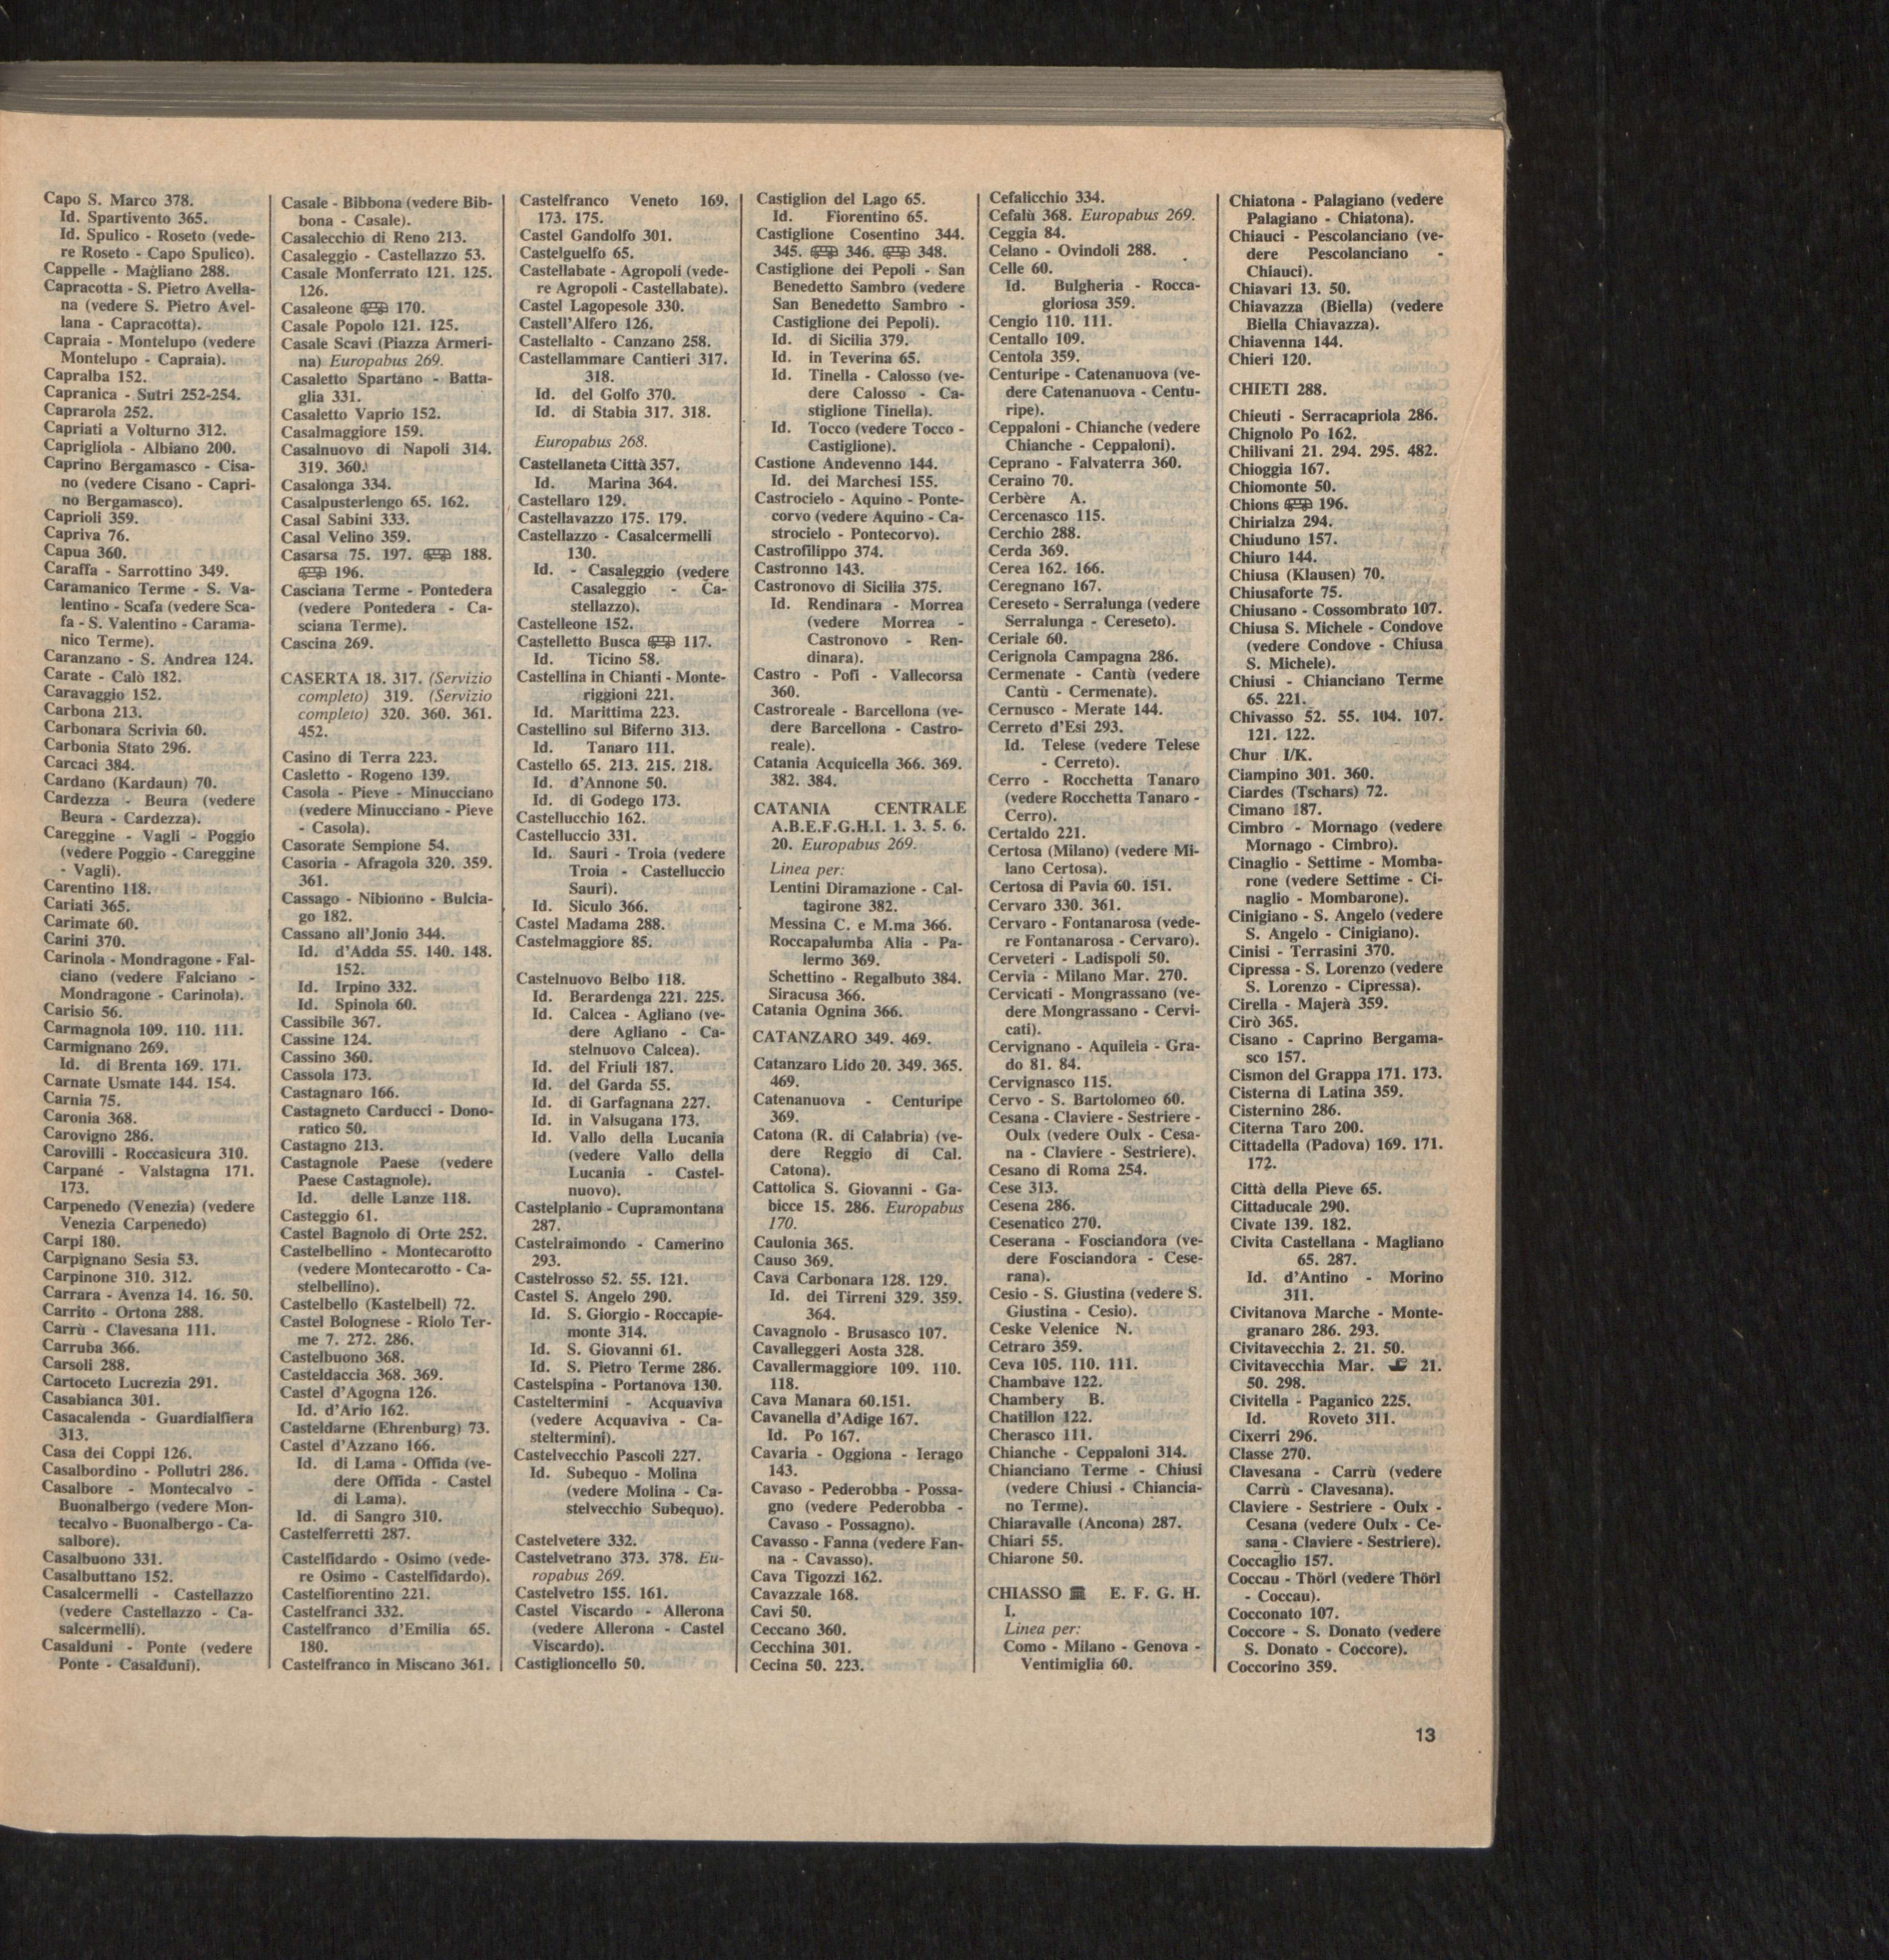 Capo S. Marco 378.
Id. Spartivento 365.
Id. Spulico - Roseto (vede-
re Roseto - Capo Spulico).
Cappelle - Magliano 288.
Capracotta - S. Pietro Avella-
na (vedere S. Pietro Avel-
lana - Capracotta).
Capraia - Montelupo (vedere
Montelupo - Capraia).
Capralba 152.
Capranica - Sutri 252-254.
Caprarola 252.
Capriati a Volturno 312.
Caprigliola - Albiano 200.
Caprino Bergamasco - Cisa-
no (vedere Cisano - Capri-
no Bergamasco).
Caprioli 359.
Capriva 76.
Capua 360.
Caraffa - Sarrottino 349.
Caramanico Terme - S. Va-
lentino - Scafa (vedere Sca-
fa - S. Valentino - Carama-
nico Terme).
Caranzano - S. Andrea 124.
Carate - Calò 182.
Caravaggio 152.
Carbona 213.
Carbonara Scrivia 60.
Carbonia Stato 296.
Carcaci 384.
Cardano (Kardaun) 70.
Cardezza - Beura (vedere
Beura - Cardezza).
Careggine - Vagli - Poggio
(vedere Poggio - Careggine
- Vagli).
Carentino 118.
Cariati 365.
Carimate 60.
Carini 370.
Carinola - Mondragone - Fal-
ciano (vedere Falciano -
Mondragone - Carinola).
Carisio 56.
Carmagnola 109. 110. 111.
Carmignano 269.
Id. di Brenta 169. 171.
Carnate Usmate 144. 154.
Carnia 75.
Caronia 368.
Carovigno 286.
Carovilli - Roccasicura 310.
Carpané - Valstagna 171.
173.
Carpenedo (Venezia) (vedere
Venezia Carpenedo)
Carpi 180.
Carpignano Sesia 53.
Carpinone 310. 312.
Carrara - Avenza 14. 16. 50.
Carrito - Ortona 288.
Carrù - Clavesana 111.
Carruba 366.
Carsoli 288.
Cartoceto Lucrezia 291.
Casabianca 301.
Casacalenda - Guardialfiera
313.
Casa dei Coppi 126.
Casalbordino - Pollutri 286.
Casalbore - Montecalvo -
Buonalbergo (vedere Mon-
tecalvo - Buonalbergo - Ca-
salbore).
Casalbuono 331.
Casalbuttano 152.
Casalcermelli - Castellazzo
(vedere Castellazzo - Ca-
salcermelli).
Casalduni - Ponte (vedere
Ponte - Casalduni).
Casale - Bibbona (vedere Bib-
bona - Casale).
Casalecchio di Reno 213.
Casaleggio - Castellazzo 53.
Casale Monferrato 121. 125.
126.
Casaleone 170.
Casale Popolo 121. 125.
Casale Scavi (Piazza Armeri-
na) Europabus 269.
Casaletto Spartano - Batta-
glia 331.
Casaletto Vaprio 152.
Casalmaggiore 159.
Casalnuovo di Napoli 314.
319. 360.
Casalonga 334.
Casalpusterlengo 65. 162.
Casal Sabini 333.
Casal Velino 359.
Casarsa 75. 197. 188.
196.
Casciana Terme - Pontedera
(vedere Pontedera - Ca-
sciana Terme).
Cascina 269.
CASERTA 18. 317. (Servizio
completo) 319. (Servizio
completo) 320. 360. 361.
452.
Casino di Terra 223.
Casletto - Rogeno 139.
Casola - Pieve - Minucciano
(vedere Minucciano - Pieve
- Casola).
Casorate Sempione 54.
Casoria - Afragola 320. 359.
361.
Cassago - Nibionno - Bulcia-
go 182.
Cassano all'Jonio 344.
Id. d'Adda 55. 140. 148.
152.
Id. Irpino 332.
Id. Spinola 60.
Cassibile 367.
Cassine 124.
Cassino 360.
Cassola 173.
Castagnaro 166.
Castagneto Carducci - Dono-
ratico 50.
Castagno 213.
Castagnole Paese (vedere
Paese Castagnole).
Id. delle Lanze 118.
Casteggio 61.
Castel Bagnolo di Orte 252.
Castelbellino - Montecarotto
(vedere Montecarotto - Ca-
stelbellino).
Castelbello (Kastelbell) 72.
Castel Bolognese - Riolo Ter-
me 7. 272. 286.
Castelbuono 368.
Casteldaccia 368. 369.
Castel d'Agogna 126.
Id. d'Ario 162.
Casteldarne (Ehrenburg) 73.
Castel d'Azzano 166.
Id. di Lama - Offida (ve-
dere Offida - Castel
di Lama).
Id. di Sangro 310.
Castelferretti 287.
Castelfidardo - Osimo (vede-
re Osimo - Castelfidardo).
Castelfiorentino 221.
Castelfranci 332.
Castelfranco d'Emilia 65.
180.
Castelfranco in Miscano 361.
Castelfranco Veneto 169.
173. 175.
Castel Gandolfo 301.
Castelguelfo 65.
Castellabate - Agropoli (vede-
re Agropoli - Castellabate).
Castel Lagopesole 330.
Castell'Alfero 126.
Castellalto - Canzano 258.
Castellammare Cantieri 317.
318.
Id. del Golfo 370.
Id. di Stabia 317. 318.
Europabus 268.
Castellaneta Città 357.
Id. Marina 364.
Castellaro 129.
Castellavazzo 175. 179.
Castellazzo - Casalcermelli
130.
Id. - Casaleggio (vedere
Casaleggio - Ca-
stellazzo).
Castelleone 152.
Castelletto Busca 117.
Id. Ticino 58.
Castellina in Chianti - Monte-
riggioni 221.
Id. Marittima 223.
Castellino sul Biferno 313.
Id. Tanaro 111.
Castello 65. 213. 215. 218.
Id. d'Annone 50.
Id. di Godego 173.
Castellucchio 162.
Castelluccio 331.
Id. Sauri - Troia (vedere
Troia - Castelluccio
Sauri).
Id. Siculo 366.
Castel Madama 288.
Castelmaggiore 85.
Castelnuovo Belbo 118.
Id. Berardenga 221. 225.
Id. Calcea - Agliano (ve-
dere Agliano - Ca-
stelnuovo Calcea).
Id. del Friuli 187.
Id. del Garda 55.
Id. di Garfagnana 227.
Id. in Valsugana 173.
Id. Vallo della Lucania
(vedere Vallo della
Lucania - Castel-
nuovo).
Castelplanio - Cupramontana
287.
Castelraimondo - Camerino
293.
Castelrosso 52. 55. 121.
Castel S. Angelo 290.
Id. S. Giorgio - Roccapie-
monte 314.
Id. S. Giovanni 61.
Id. S. Pietro Terme 286.
Castelspina - Portanova 130.
Casteltermini - Acquaviva
(vedere Acquaviva - Ca-
steltermini).
Castelvecchio Pascoli 227.
Id. Subequo - Molina
(vedere Molina - Ca-
stelvecchio Subequo).
Castelvetere 332.
Castelvetrano 373. 378. Eu-
ropabus 269.
Castelvetro 155. 161.
Castel Viscardo - Allerona
(vedere Allerona - Castel
Viscardo).
Castiglioncello 50.
Castiglion del Lago 65.
Id. Fiorentino 65.
Castiglione Cosentino 344.
345. 346. 348.
Castiglione dei Pepoli - San
Benedetto Sambro (vedere
San Benedetto Sambro -
Castiglione dei Pepoli).
Id. di Sicilia 379.
Id. in Teverina 65.
Id. Tinella - Calosso (ve-
dere Calosso - Ca-
stiglione Tinella).
Id. Tocco (vedere Tocco -
Castiglione).
Castione Andevenno 144.
Id. dei Marchesi 155.
Castrocielo - Aquino - Ponte-
corvo (vedere Aquino - Ca-
strocielo - Pontecorvo).
Castrofilippo 374.
Castronno 143.
Castronovo di Sicilia 375.
Id. Rendinara - Morrea
(vedere Morrea -
Castronovo - Ren-
dinara).
Castro - Pofi - Vallecorsa
360.
Castroreale - Barcellona (ve-
dere Barcellona - Castro-
reale).
Catania Acquicella 366. 369.
382. 384.
CATANIA CENTRALE
A.B.E.F.G.H.I. 1. 3. 5. 6.
20. Europabus 269.
Linea per:
Lentini Diramazione - Cal-
tagirone 382.
Messina C. e M.ma 366.
Roccapalumba Alia - Pa-
lermo 369.
Schettino - Regalbuto 384.
Siracusa 366.
Catania Ognina 366.
CATANZARO 349. 469.
Catanzaro Lido 20. 349. 365.
469.
Catenanuova - Centuripe
369.
Catona (R. di Calabria) (ve-
dere Reggio di Cal.
Catona).
Cattolica S. Giovanni - Ga-
bicce 15. 286. Europabus
170.
Caulonia 365.
Causo 369.
Cava Carbonara 128. 129.
Id. dei Tirreni 329. 359.
364.
Cavagnolo - Brusasco 107.
Cavalleggeri Aosta 328.
Cavallermaggiore 109. 110.
118.
Cava Manara 60.151.
Cavanella d'Adige 167.
Id. Po 167.
Cavaria - Oggiona - Ierago
143.
Cavaso - Pederobba - Possa-
gno (vedere Pederobba -
Cavaso - Possagno).
Cavasso - Fanna (vedere Fan-
na - Cavasso).
Cava Tigozzi 162.
Cavazzale 168.
Cavi 50.
Ceccano 360.
Cecchina 301.
Cecina 50. 223.
Cefalicchio 334.
Cefalù 368. Europabus 269.
Ceggia 84.
Celano - Ovindoli 288.
Celle 60.
Id. Bulgheria - Rocca-
gloriosa 359.
Cengio 110. 111.
Centallo 109.
Centola 359.
Centuripe - Catenanuova (ve-
dere Catenanuova - Centu-
ripe).
Ceppaloni - Chianche (vedere
Chianche - Ceppaloni).
Ceprano - Falvaterra 360.
Ceraino 70.
Cerbère A.
Cercenasco 115.
Cerchio 288.
Cerda 369.
Cerea 162. 166.
Ceregnano 167.
Cereseto - Serralunga (vedere
Serralunga - Cereseto).
Ceriale 60.
Cerignola Campagna 286.
Cermenate - Cantù (vedere
Cantù - Cermenate).
Cernusco - Merate 144.
Cerreto d'Esi 293.
Id. Telese (vedere Telese
- Cerreto).
Cerro - Rocchetta Tanaro
(vedere Rocchetta Tanaro -
Cerro).
Certaldo 221.
Certosa (Milano) (vedere Mi-
lano Certosa).
Certosa di Pavia 60. 151.
Cervaro 330. 361.
Cervaro - Fontanarosa (vede-
re Fontanarosa - Cervaro).
Cerveteri - Ladispoli 50.
Cervia - Milano Mar. 270.
Cervicati - Mongrassano (ve-
dere Mongrassano - Cervi-
cati).
Cervignano - Aquileia - Gra-
do 81. 84.
Cervignasco 115.
Cervo - S. Bartolomeo 60.
Cesana - Claviere - Sestriere -
Oulx (vedere Oulx - Cesa-
na - Claviere - Sestriere).
Cesano di Roma 254.
Cese 313.
Cesena 286.
Cesenatico 270.
Ceserana - Fosciandora (ve-
dere Fosciandora - Cese-
rana).
Cesio - S. Giustina (vedere S.
Giustina - Cesio).
Ceske Velenice N.
Cetraro 359.
Ceva 105. 110. 111.
Chambave 122.
Chambery B.
Chatillon 122.
Cherasco 111.
Chianche - Ceppaloni 314.
Chianciano Terme - Chiusi
(vedere Chiusi - Chiancia-
no Terme).
Chiaravalle (Ancona) 287.
Chiari 55.
Chiarone 50.
CHIASSO E. F. G. H.
I.
Linea per:
Como - Milano - Genova -
Ventimiglia 60.
Chiatona - Palagiano (vedere
Palagiano - Chiatona).
Chiauci - Pescolanciano (ve-
dere Pescolanciano -
Chiauci).
Chiavari 13. 50.
Chiavazza (Biella) (vedere
Biella Chiavazza).
Chiavenna 144.
Chieri 120.
CHIETI 288.
Chieuti - Serracapriola 286.
Chignolo Po 162.
Chilivani 21. 294. 295. 482.
Chioggia 167.
Chiomonte 50.
Chions 196.
Chirialza 294.
Chiuduno 157.
Chiuro 144.
Chiusa (Klausen) 70.
Chiusaforte 75.
Chiusano - Cossombrato 107.
Chiusa S. Michele - Condove
(vedere Condove - Chiusa
S. Michele).
Chiusi - Chianciano Terme
65. 221.
Chivasso 52. 55. 104. 107.
121. 122.
Chur I/K.
Ciampino 301. 360.
Ciardes (Tschars) 72.
Cimano 187.
Cimbro - Mornago (vedere
Mornago - Cimbro).
Cinaglio - Settime - Momba-
rone (vedere Settime - Ci-
naglio - Mombarone).
Cinigiano - S. Angelo (vedere
S. Angelo - Cinigiano).
Cinisi - Terrasini 370.
Cipressa - S. Lorenzo (vedere
S. Lorenzo - Cipressa).
Cirella - Majerà 359.
Cirò 365.
Cisano - Caprino Bergama-
sco 157.
Cismon del Grappa 171. 173.
Cisterna di Latina 359.
Cisternino 286.
Citerna Taro 200.
Cittadella (Padova) 169. 171.
172.
Città della Pieve 65.
Cittaducale 290.
Civate 139. 182.
Civita Castellana - Magliano
65. 287.
Id. d'Antino - Morino
311.
Civitanova Marche - Monte-
granaro 286. 293.
Civitavecchia 2. 21. 50.
Civitavecchia Mar. 21.
50. 298.
Civitella - Paganico 225.
Id. Roveto 311.
Cixerri 296.
Classe 270.
Clavesana - Carrù (vedere
Carrù - Clavesana).
Claviere - Sestriere - Oulx -
Cesana (vedere Oulx - Ce-
sana - Claviere - Sestriere).
Coccaglio 157.
Coccau - Thörl (vedere Thörl
- Coccau).
Cocconato 107.
Coccore - S. Donato (vedere
S. Donato - Coccore).
Coccorino 359.
13